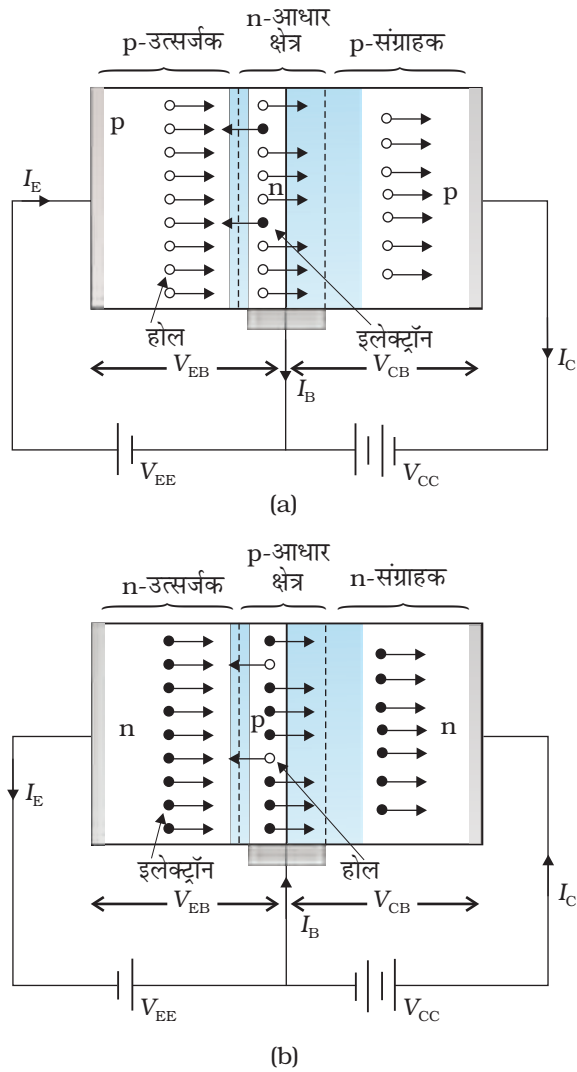 n-आधार
p-उत्सर्जक क्षेत्र p-संग्राहक
p
I_E
n
p
होल इलेक्ट्रॉन
V_EB V_CB
I_B
I_C
V_EE V_CC
(a)
p-आधार
n-उत्सर्जक क्षेत्र n-संग्राहक
n p n
I_E
इलेक्ट्रॉन होल
V_EB V_CB
I_B
I_C
V_EE V_CC
(b)